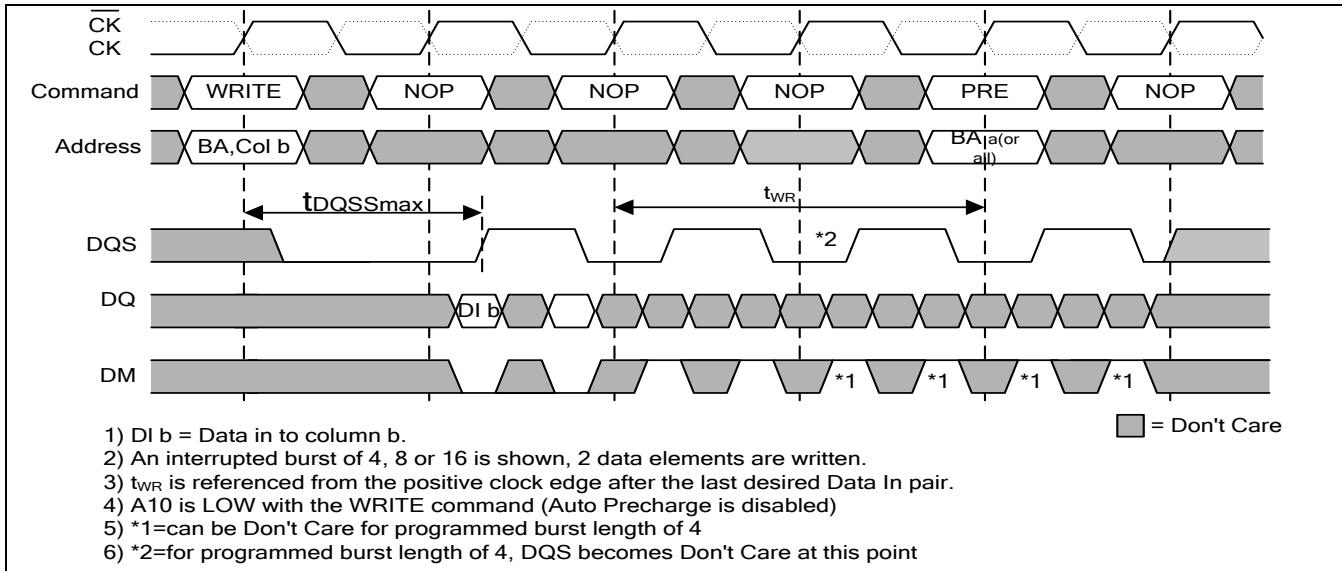 CK
CK
Command WRITE NOP NOP NOP PRE NOP
Address BA,Col b BA a(or all)
tDQSSmax tWR
DQS *2
DQ DI b
DM *1 *1 *1 *1
= Don't Care
1) DI b = Data in to column b.
2) An interrupted burst of 4, 8 or 16 is shown, 2 data elements are written.
3) tWR is referenced from the positive clock edge after the last desired Data In pair.
4) A10 is LOW with the WRITE command (Auto Precharge is disabled)
5) *1=can be Don't Care for programmed burst length of 4
6) *2=for programmed burst length of 4, DQS becomes Don't Care at this point